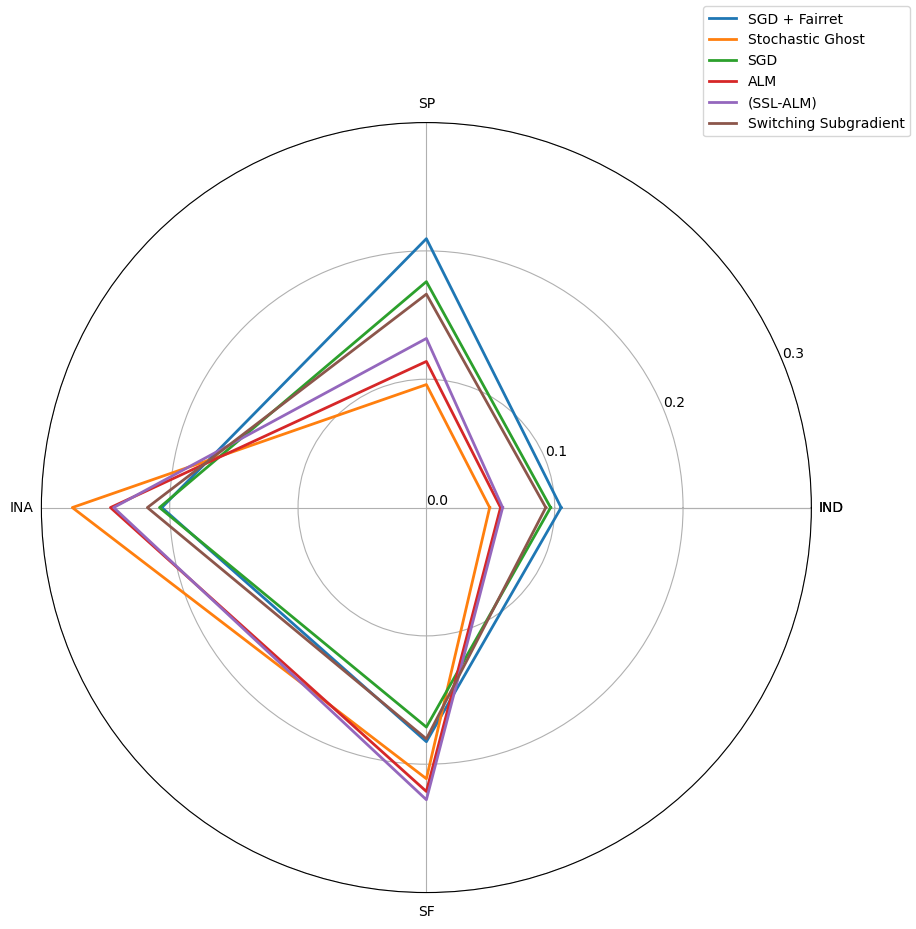 SGD + Fairret
Stochastic Ghost
SGD
ALM
(SSL-ALM)
Switching Subgradient
SP
0.3
0.2
0.1
0.0
INA
IND
SF